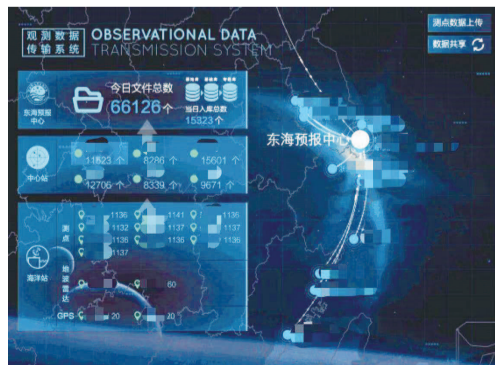 观测数据
传输系统
OBSERVATIONAL DATA
TRANSMISSION SYSTEM
测点数据上传
数据共享
东海预报
中心
今日文件总数
66126个
当日入库总数
15323个
东海预报中心
中心站
11623 个
8286 个
15601 个
12706 个
8339 个
9671 个
海洋站
测点
1136
1141
1136
1132
1137
1137
1136
1136
1136
1137
地波雷达
60
GPS
20